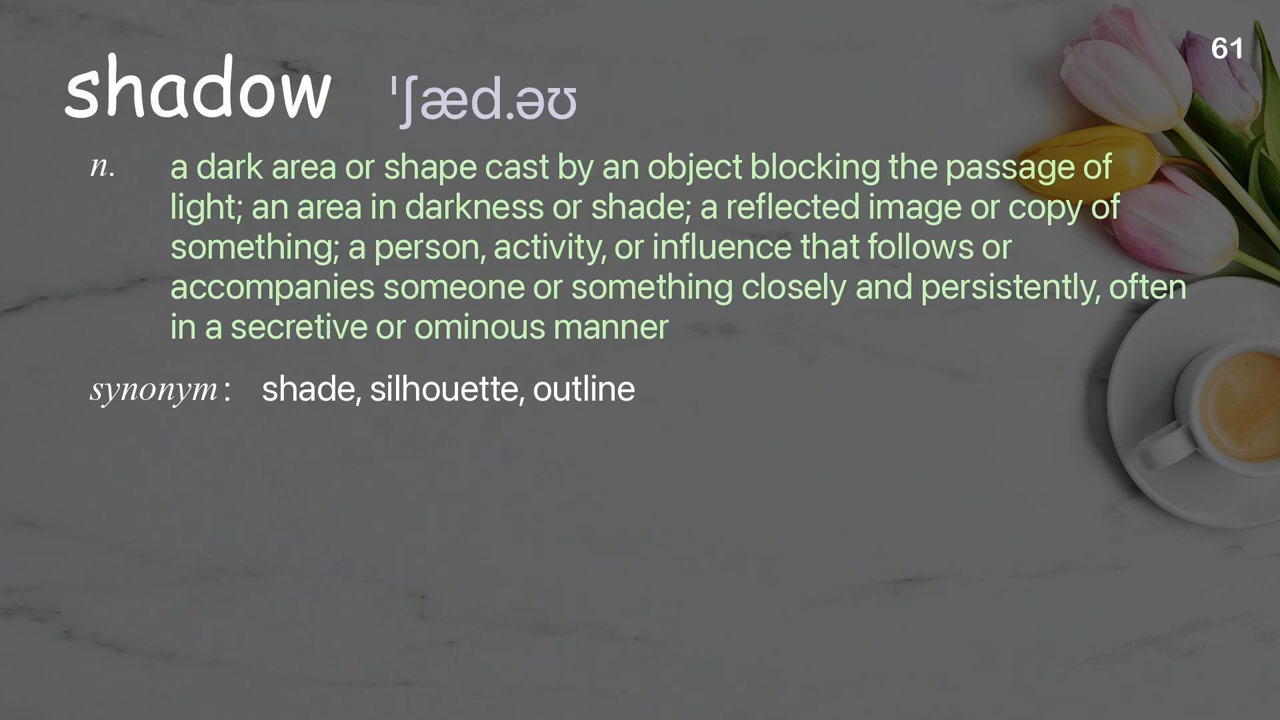 61
shadow ˈʃæd.əʊ
n. a dark area or shape cast by an object blocking the passage of
light; an area in darkness or shade; a reflected image or copy of
something; a person, activity, or influence that follows or
accompanies someone or something closely and persistently, often
in a secretive or ominous manner
synonym: shade, silhouette, outline